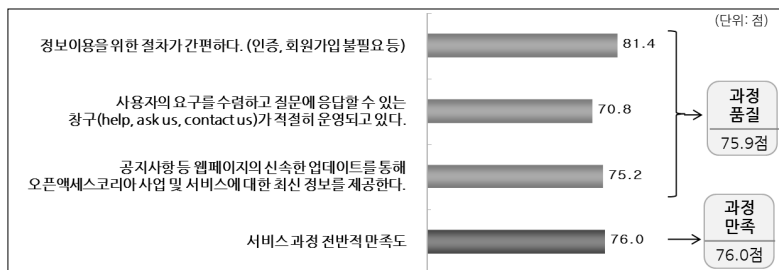 (단위: 점)
정보이용을 위한 절차가 간편하다. (인증, 회원가입 불필요 등)
81.4
사용자의 요구를 수렴하고 질문에 응답할 수 있는
창구(help, ask us, contact us)가 적절히 운영되고 있다.
70.8
공지사항 등 웹페이지의 신속한 업데이트를 통해
오픈액세스코리아 사업 및 서비스에 대한 최신 정보를 제공한다.
75.2
과정
품질
75.9점
서비스 과정 전반적 만족도
76.0
과정
만족
76.0점